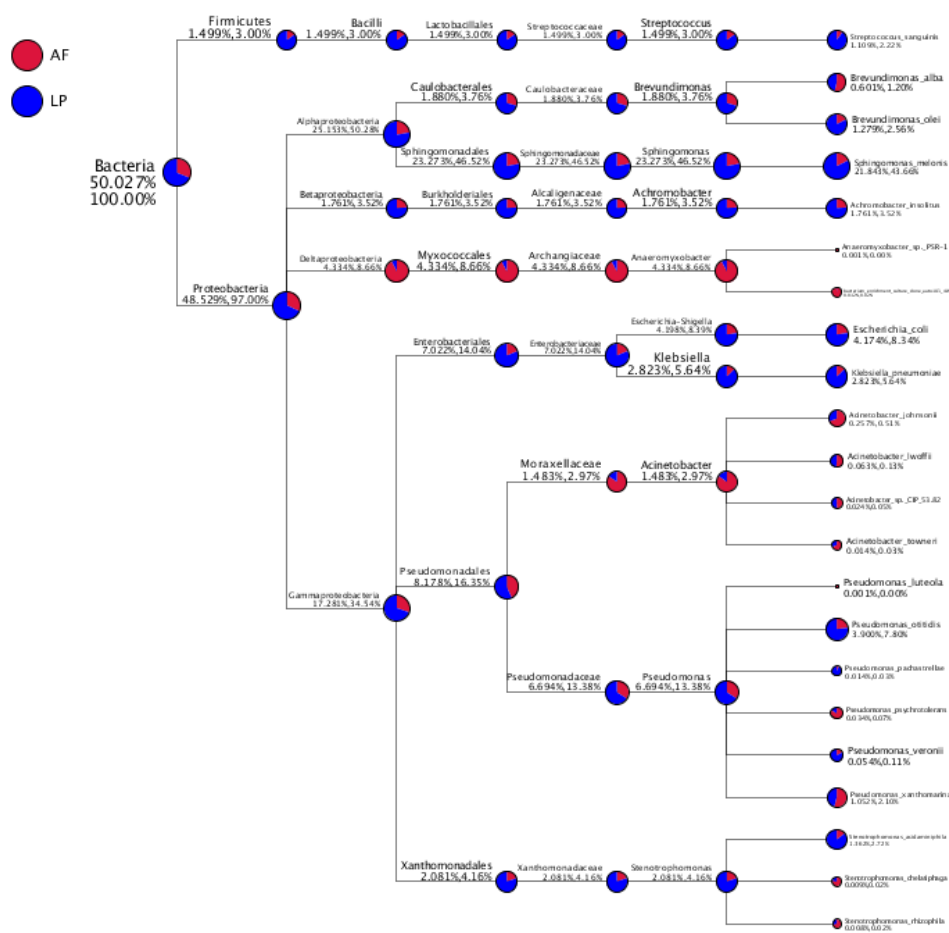 AF
LP
Bacteria
50.027%
100.00%
Firmicutes
1.499%,3.00%
Bacilli
1.499%,3.00%
Lactobacillales
1.499%,3.00%
Streptococcaceae
1.499%,3.00%
Streptococcus
1.499%,3.00%
Streptococcus_sanguinis
1.109%,2.22%
Proteobacteria
48.529%,97.00%
Alphaproteobacteria
25.153%,50.28%
Caulobacterales
1.880%,3.76%
Caulobacteraceae
1.880%,3.76%
Brevundimonas
1.880%,3.76%
Brevundimonas_alba
0.601%,1.20%
Brevundimonas_olei
1.279%,2.56%
Sphingomonadales
23.273%,46.52%
Sphingomonadaceae
23.273%,46.52%
Sphingomonas
23.273%,46.52%
Sphingomonas_melonis
21.843%,43.66%
Betaproteobacteria
1.761%,3.52%
Burkholderiales
1.761%,3.52%
Alcaligenaceae
1.761%,3.52%
Achromobacter
1.761%,3.52%
Achromobacter_insolitus
1.761%,3.52%
Deltaproteobacteria
4.334%,8.66%
Myxococcales
4.334%,8.66%
Archangiaceae
4.334%,8.66%
Anaeromyxobacter
4.334%,8.66%
Anaeromyxobacter_sp._PSR-1
0.001%,0.00%
Gammaproteobacteria
17.281%,34.54%
Enterobacteriales
7.022%,14.04%
Enterobacteriaceae
7.022%,14.04%
Escherichia-Shigella
4.198%,8.39%
Escherichia_coli
4.174%,8.34%
Klebsiella
2.823%,5.64%
Klebsiella_pneumoniae
2.823%,5.64%
Pseudomonadales
8.178%,16.35%
Moraxellaceae
1.483%,2.97%
Acinetobacter
1.483%,2.97%
Acinetobacter_johnsonii
0.257%,0.51%
Acinetobacter_lwoffii
0.063%,0.13%
Acinetobacter_sp._CIP_53.82
0.024%,0.05%
Acinetobacter_towneri
0.014%,0.03%
Pseudomonadaceae
6.694%,13.38%
Pseudomonas
6.694%,13.38%
Pseudomonas_luteola
0.001%,0.00%
Pseudomonas_otitidis
3.900%,7.80%
Pseudomonas_pachastrellae
0.014%,0.03%
Pseudomonas_psychrotolerans
0.034%,0.07%
Pseudomonas_veronii
0.054%,0.11%
Pseudomonas_xanthomarina
1.052%,2.10%
Xanthomonadales
2.081%,4.16%
Xanthomonadaceae
2.081%,4.16%
Stenotrophomonas
2.081%,4.16%
Stenotrophomonas_acidaminiphila
1.362%,2.72%
Stenotrophomonas_chelatiphaga
0.009%,0.02%
Stenotrophomonas_rhizophila
0.008%,0.02%